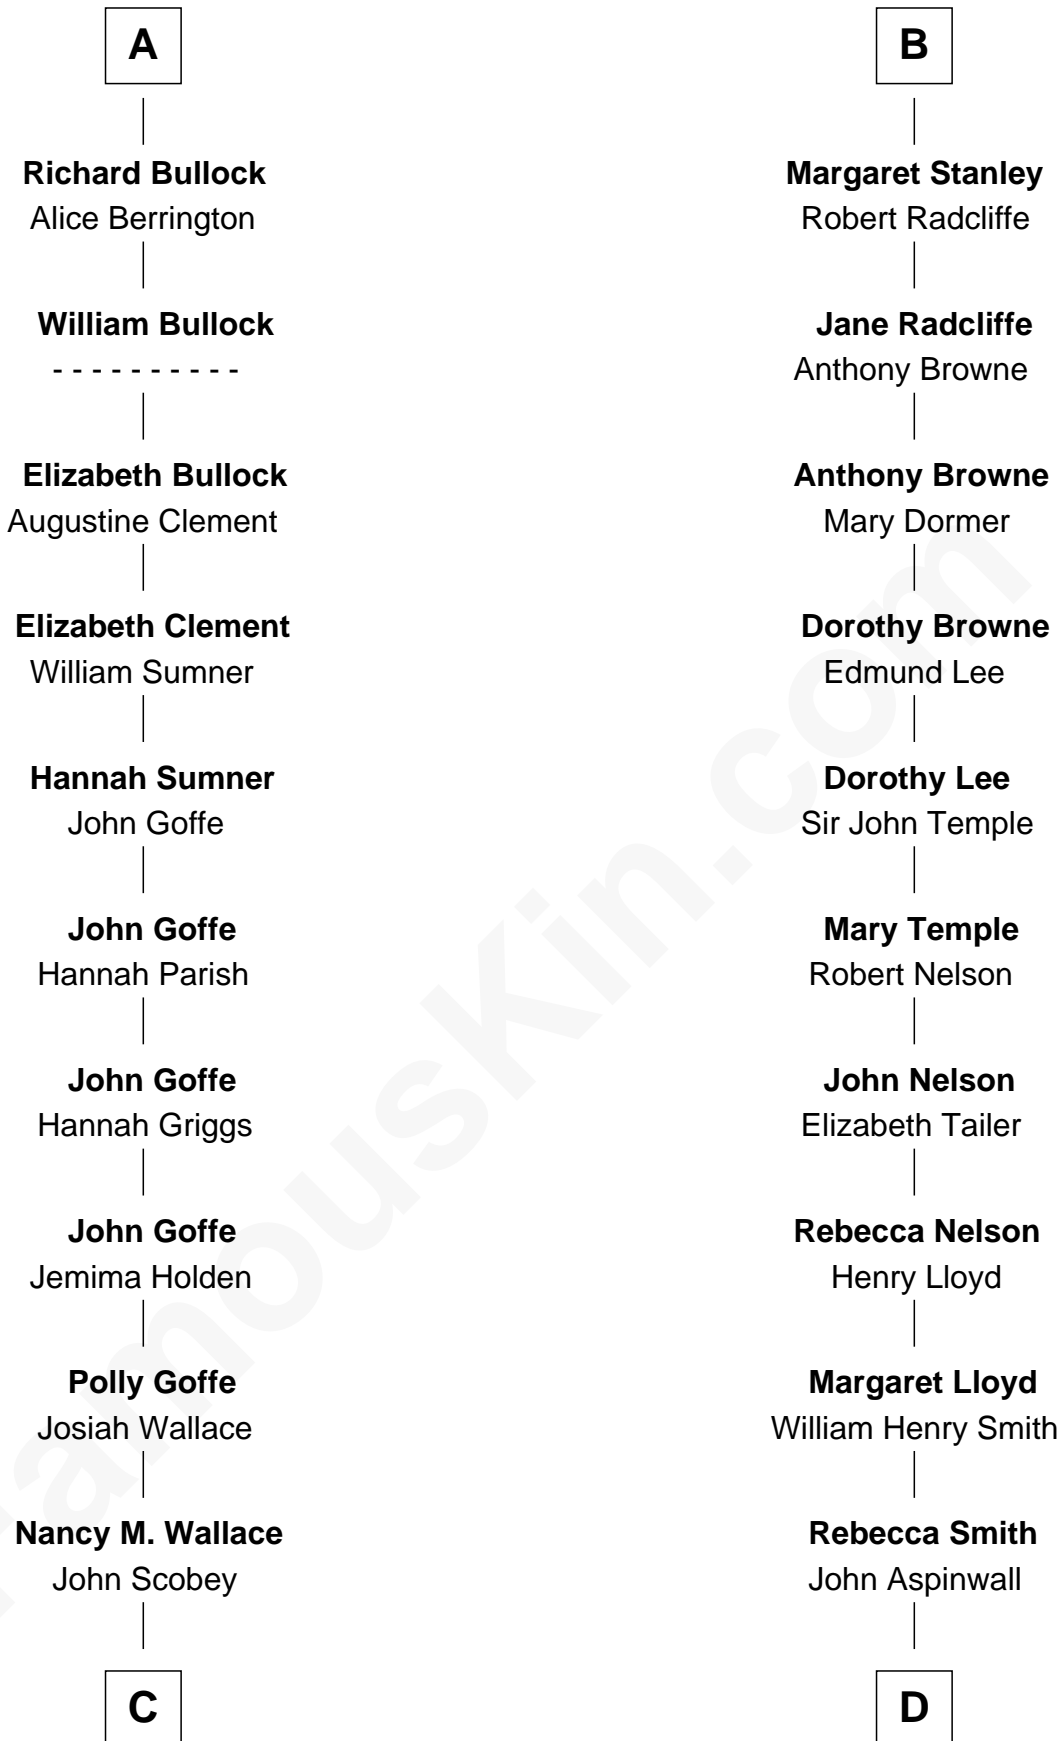 A
Richard Bullock
Alice Berrington
William Bullock
- - - - - - - - - -
Elizabeth Bullock
Augustine Clement
Elizabeth Clement
William Sumner
Hannah Sumner
John Goffe
John Goffe
Hannah Parish
John Goffe
Hannah Griggs
John Goffe
Jemima Holden
Polly Goffe
Josiah Wallace
Nancy M. Wallace
John Scobey
C
B
Margaret Stanley
Robert Radcliffe
Jane Radcliffe
Anthony Browne
Anthony Browne
Mary Dormer
Dorothy Browne
Edmund Lee
Dorothy Lee
Sir John Temple
Mary Temple
Robert Nelson
John Nelson
Elizabeth Tailer
Rebecca Nelson
Henry Lloyd
Margaret Lloyd
William Henry Smith
Rebecca Smith
John Aspinwall
D
FamousKin.com